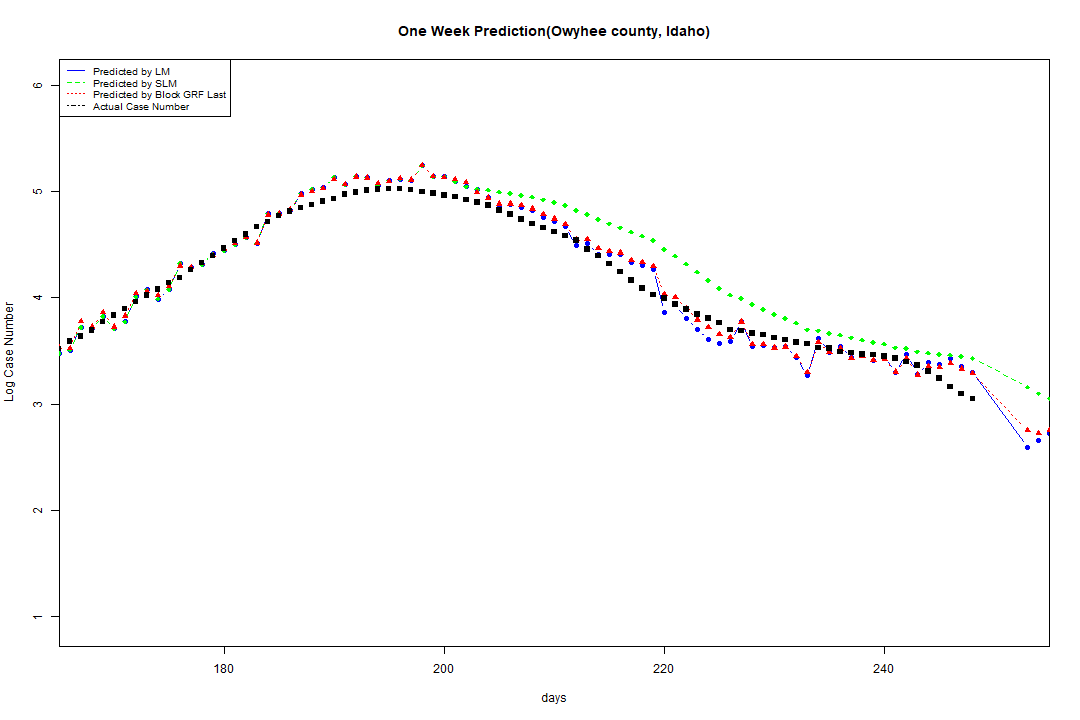 One Week Prediction(Owyhee county, Idaho)
Predicted by LM
Predicted by SLM
Predicted by Block GRF Last
Actual Case Number
6
5
4
3
2
1
Log Case Number
180 200 220 240
days